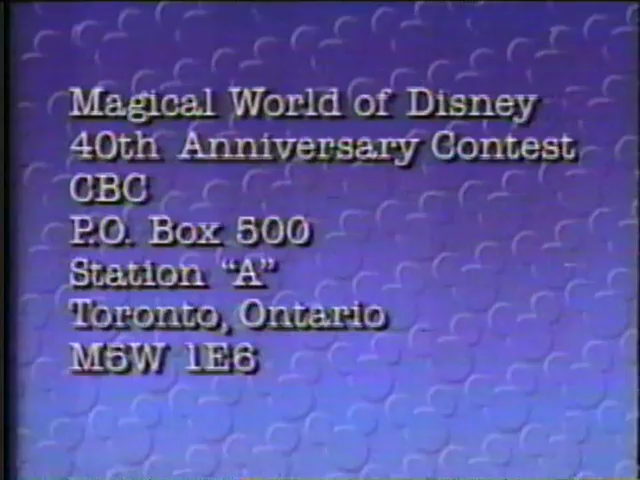 Magical World of Disney
40th Anniversary Contest
CBC
P.O. Box 500
Station "A"
Toronto, Ontario
M5W 1E6